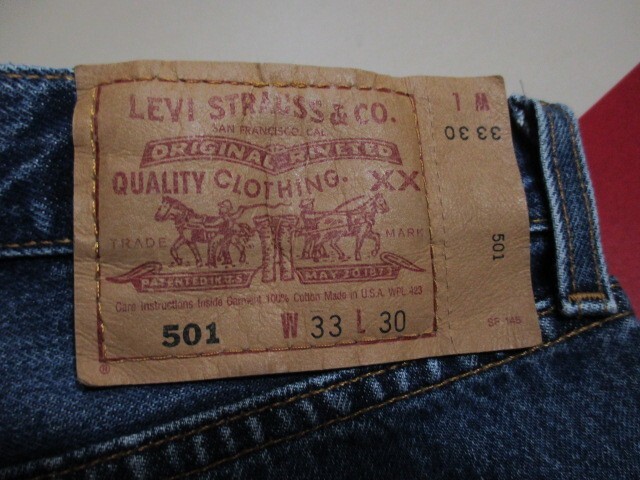 LEVI STRAUSS & CO.
SAN FRANCISCO, CAL.
ORIGINAL RIVETED
QUALITY CLOTHING. XX
TRADE MARK
PATENTED IN U.S. MAY 20 1873
Care Instructions Inside Garment 100% Cotton Made in U.S.A. WPL 423
501 W 33 L 30
®
L W
33 30
501